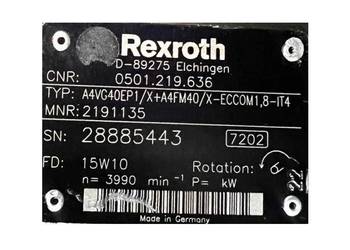 Rexroth
D-89275 Elchingen
CNR: 0501.219.636
TYP: A4VG40EP1/X+A4FM40/X-ECCOM1,8-IT4
MNR: 2191135
SN: 28885443 7202
FD: 15W10 Rotation:
n= 3990 min⁻¹ P= kW
22
Made in Germany